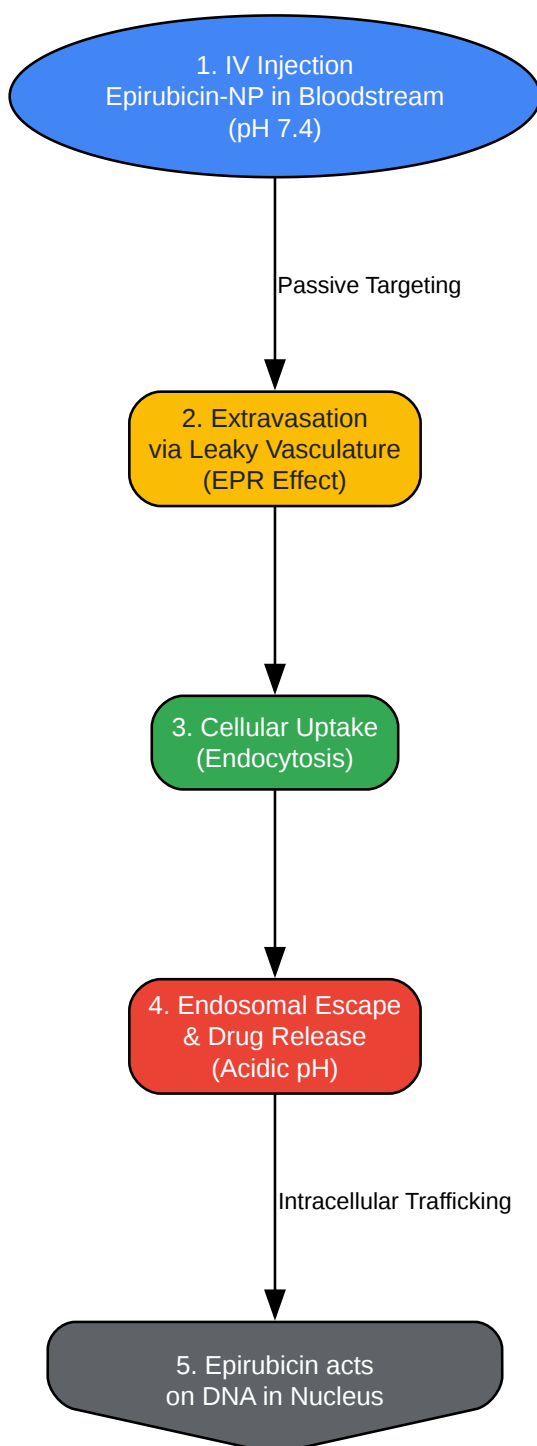 1. IV Injection
Epirubicin-NP in Bloodstream
(pH 7.4)
Passive Targeting
2. Extravasation
via Leaky Vasculature
(EPR Effect)
3. Cellular Uptake
(Endocytosis)
4. Endosomal Escape
& Drug Release
(Acidic pH)
Intracellular Trafficking
5. Epirubicin acts
on DNA in Nucleus